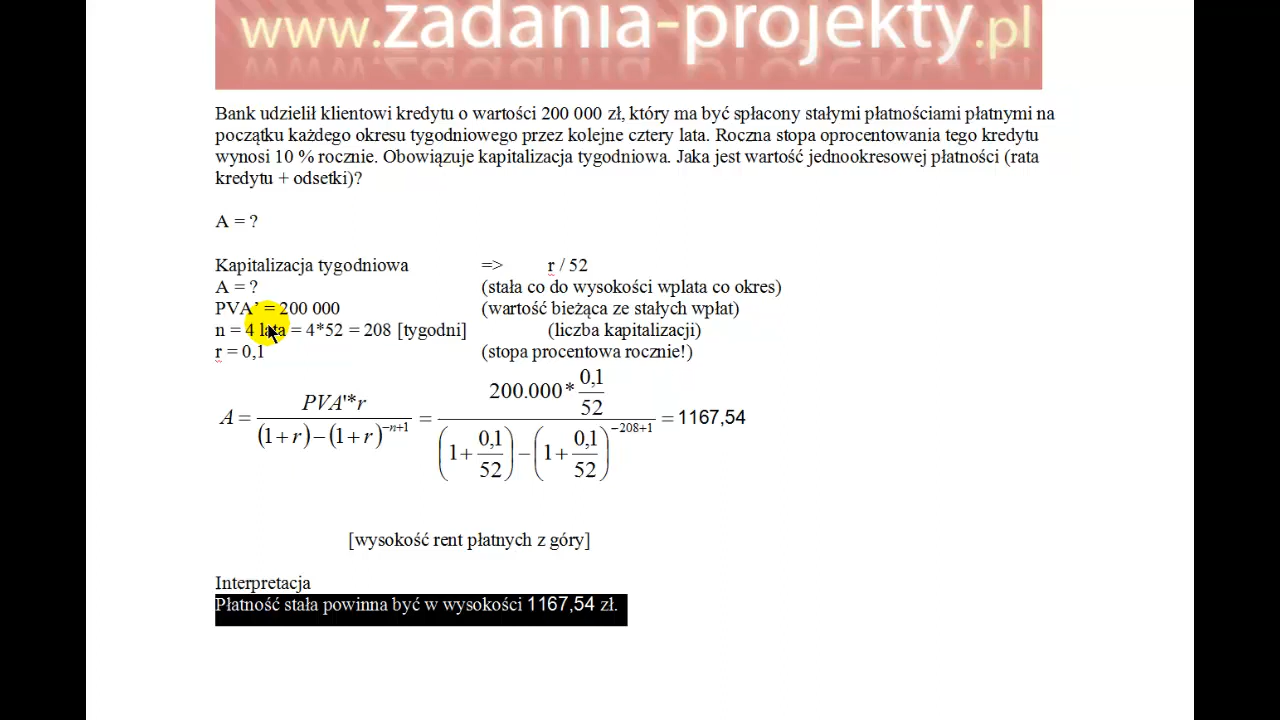 www.zadania-projekty.pl
Bank udzielił klientowi kredytu o wartości 200 000 zł, który ma być spłacony stałymi płatnościami płatnymi na
początku każdego okresu tygodniowego przez kolejne cztery lata. Roczna stopa oprocentowania tego kredytu
wynosi 10 % rocznie. Obowiązuje kapitalizacja tygodniowa. Jaka jest wartość jednookresowej płatności (rata
kredytu + odsetki)?
A = ?
Kapitalizacja tygodniowa => r / 52
A = ? (stała co do wysokości wplata co okres)
PVA' = 200 000 (wartość bieżąca ze stałych wpłat)
n = 4 lata = 4*52 = 208 [tygodni] (liczba kapitalizacji)
r = 0,1 (stopa procentowa rocznie!)
A = PVA'*r / (1+r)−(1+r)^−n+1 = 200.000* 0,1/52 / (1+ 0,1/52)−(1+ 0,1/52)^−208+1 = 1167,54
[wysokość rent płatnych z góry]
Interpretacja
Płatność stała powinna być w wysokości 1167,54 zł.